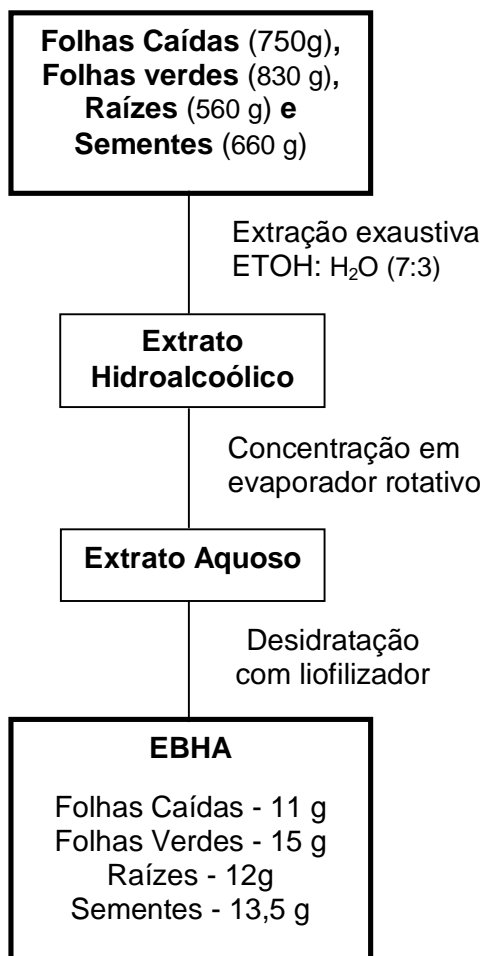 Folhas Caídas (750g),
Folhas verdes (830 g),
Raízes (560 g) e
Sementes (660 g)
Extração exaustiva
ETOH: H₂O (7:3)
Extrato
Hidroalcoólico
Concentração em
evaporador rotativo
Extrato Aquoso
Desidratação
com liofilizador
EBHA
Folhas Caídas - 11 g
Folhas Verdes - 15 g
Raízes - 12g
Sementes - 13,5 g